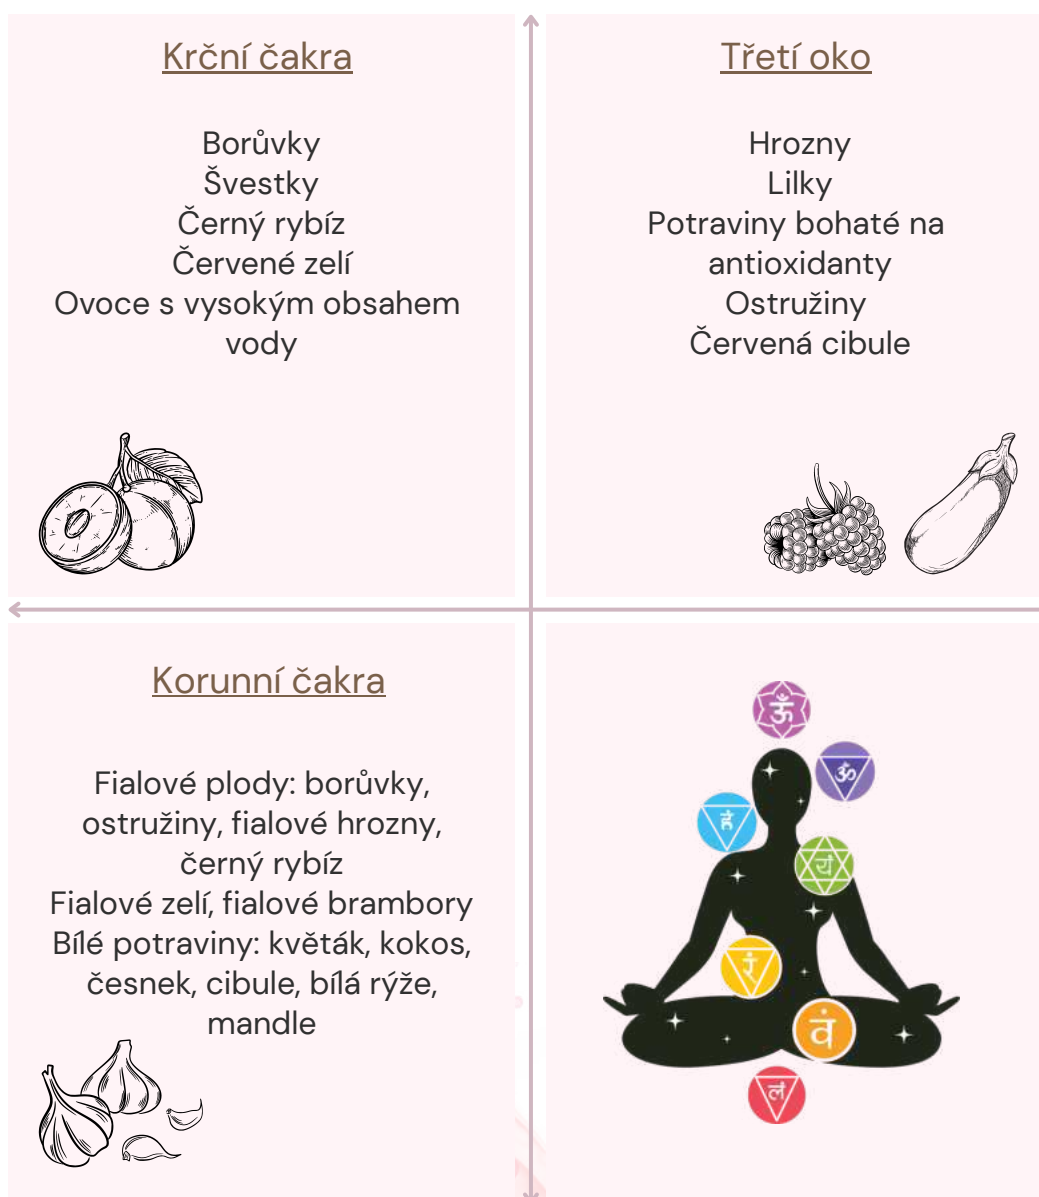 Krční čakra
Borůvky
Švestky
Černý rybíz
Červené zelí
Ovoce s vysokým obsahem
vody
Třetí oko
Hrozny
Lilky
Potraviny bohaté na
antioxidanty
Ostružiny
Červená cibule
Korunní čakra
Fialové plody: borůvky,
ostružiny, fialové hrozny,
černý rybíz
Fialové zelí, fialové brambory
Bílé potraviny: květák, kokos,
česnek, cibule, bílá rýže,
mandle
ॐ
ॐ
हं
यं
रं
वं
लं